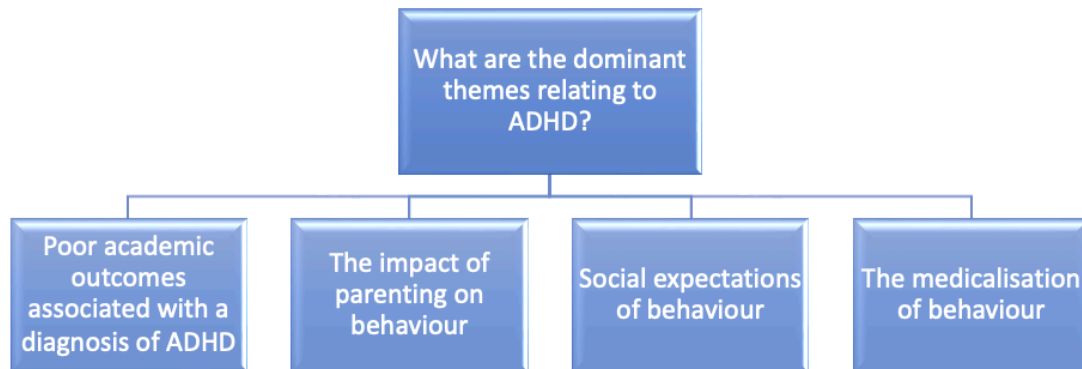 What are the dominant
themes relating to
ADHD?
Poor academic
outcomes
associated with a
diagnosis of ADHD
The impact of
parenting on
behaviour
Social expectations
of behaviour
The medicalisation
of behaviour